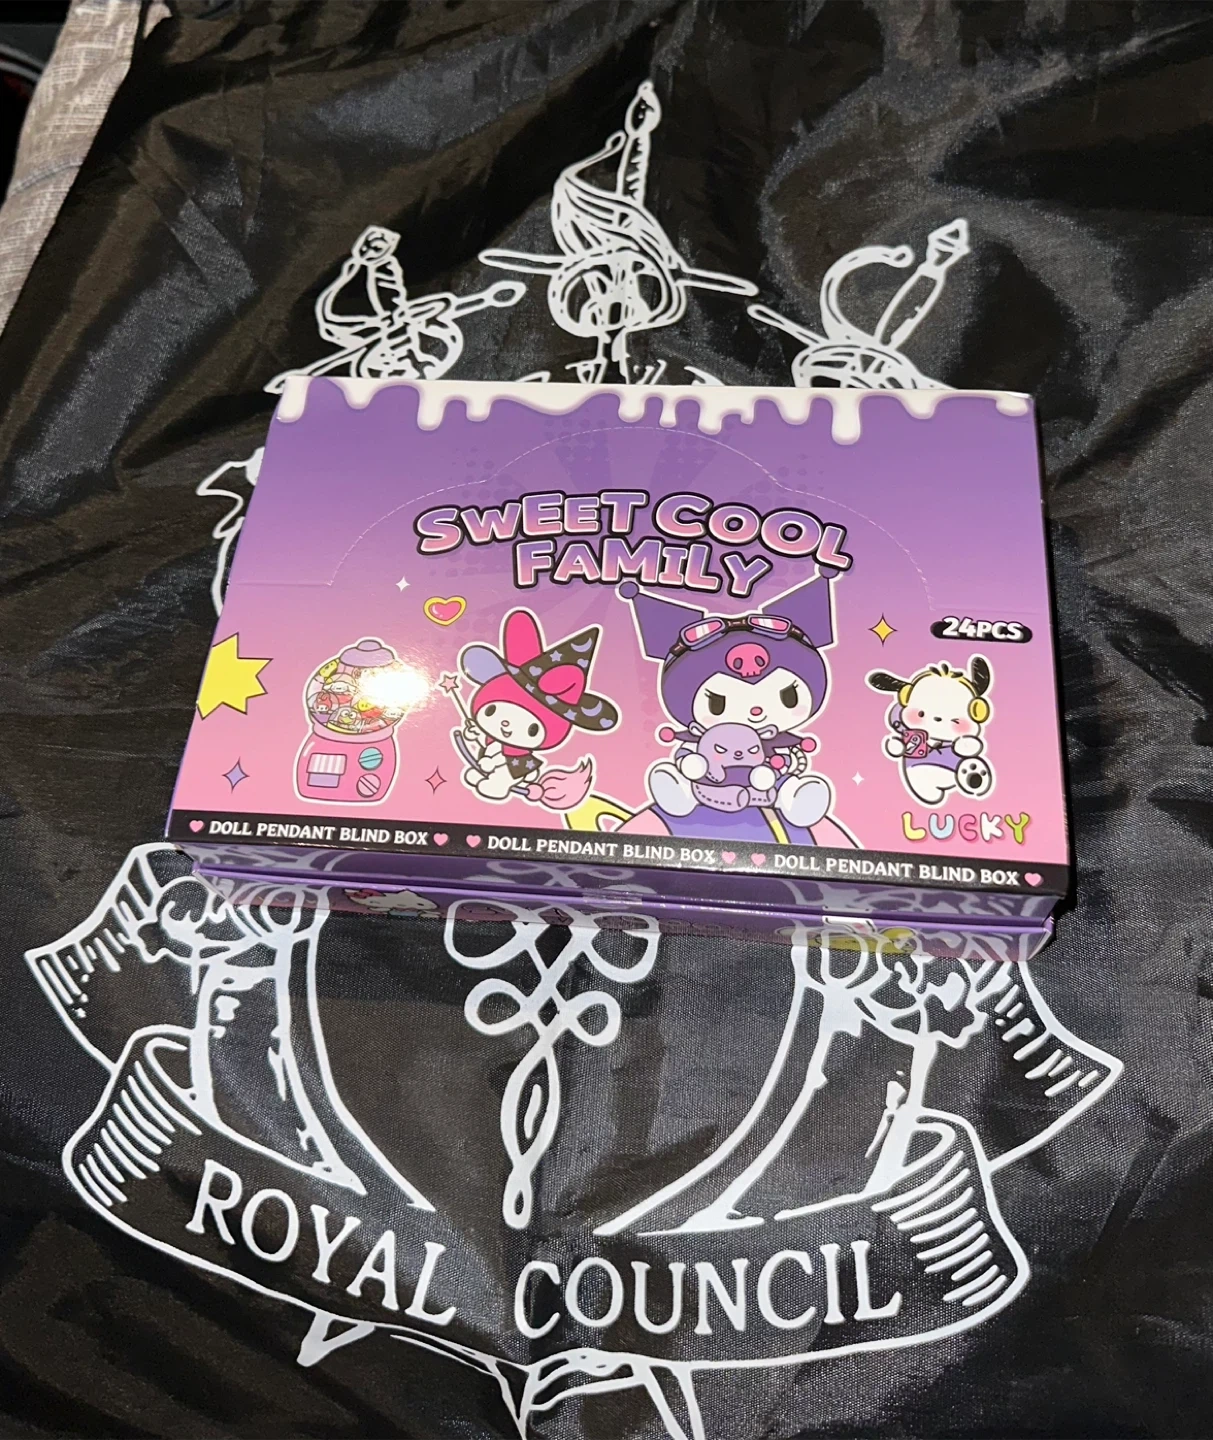 SWEET COOL
FAMILY
24PCS
LUCKY
DOLL PENDANT BLIND BOX DOLL PENDANT BLIND BOX DOLL PENDANT BLIND BOX
ROYAL COUNCIL